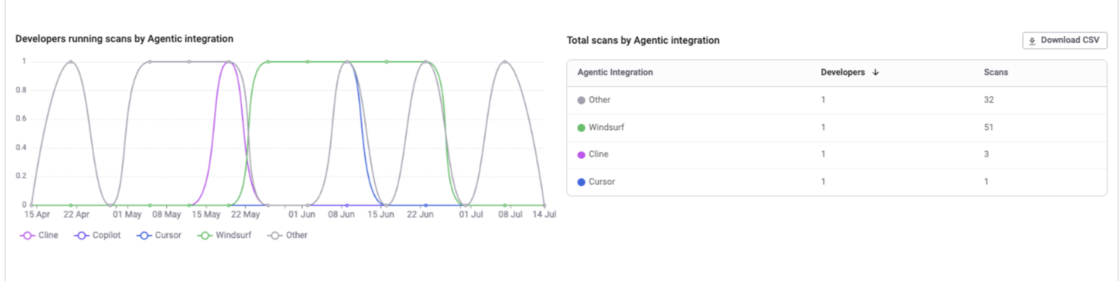 Developers running scans by Agentic integration
1
0.8
0.6
0.4
0.2
0
15 Apr 22 Apr 01 May 08 May 15 May 22 May 01 Jun 08 Jun 15 Jun 22 Jun 01 Jul 08 Jul 14 Jul
Cline Copilot Cursor Windsurf Other
Total scans by Agentic integration
Download CSV
Agentic Integration Developers ↓ Scans
Other 1 32
Windsurf 1 51
Cline 1 3
Cursor 1 1